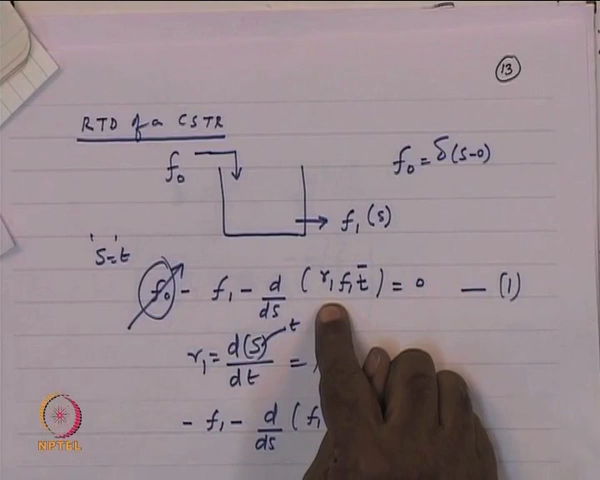 13
RTD of a CSTR
f₀ f₀ = δ(s-0)
f₁(s)
's=t'
f₀ - f₁ - d/ds (r₁f₁t̄) = 0 — (1)
r₁ = d(s)/dt = t
- f₁ - d/ds (f₁
NPTEL